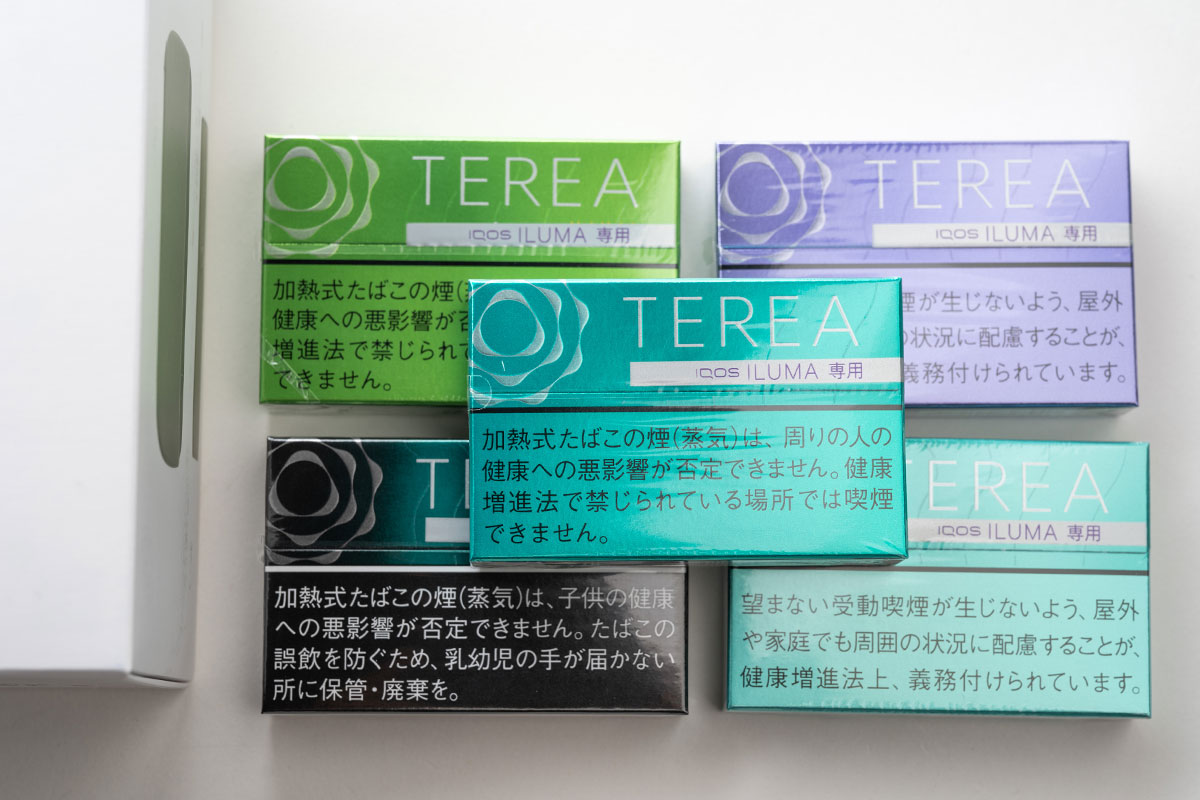 TEREA
IQOS ILUMA 専用
加熱式たばこの煙(
健康への悪影響が否
増進法で禁じられて
できません。
TEREA
IQOS ILUMA 専用
煙が生じないよう、屋外
の状況に配慮することが、
義務付けられています。
TEREA
IQOS ILUMA 専用
加熱式たばこの煙(蒸気)は、周りの人の
健康への悪影響が否定できません。健康
増進法で禁じられている場所では喫煙
できません。
加熱式たばこの煙(蒸気)は、子供の健康
への悪影響が否定できません。たばこの
誤飲を防ぐため、乳幼児の手が届かない
所に保管・廃棄を。
EREA
IQOS ILUMA 専用
望まない受動喫煙が生じないよう、屋外
や家庭でも周囲の状況に配慮することが、
健康増進法上、義務付けられています。